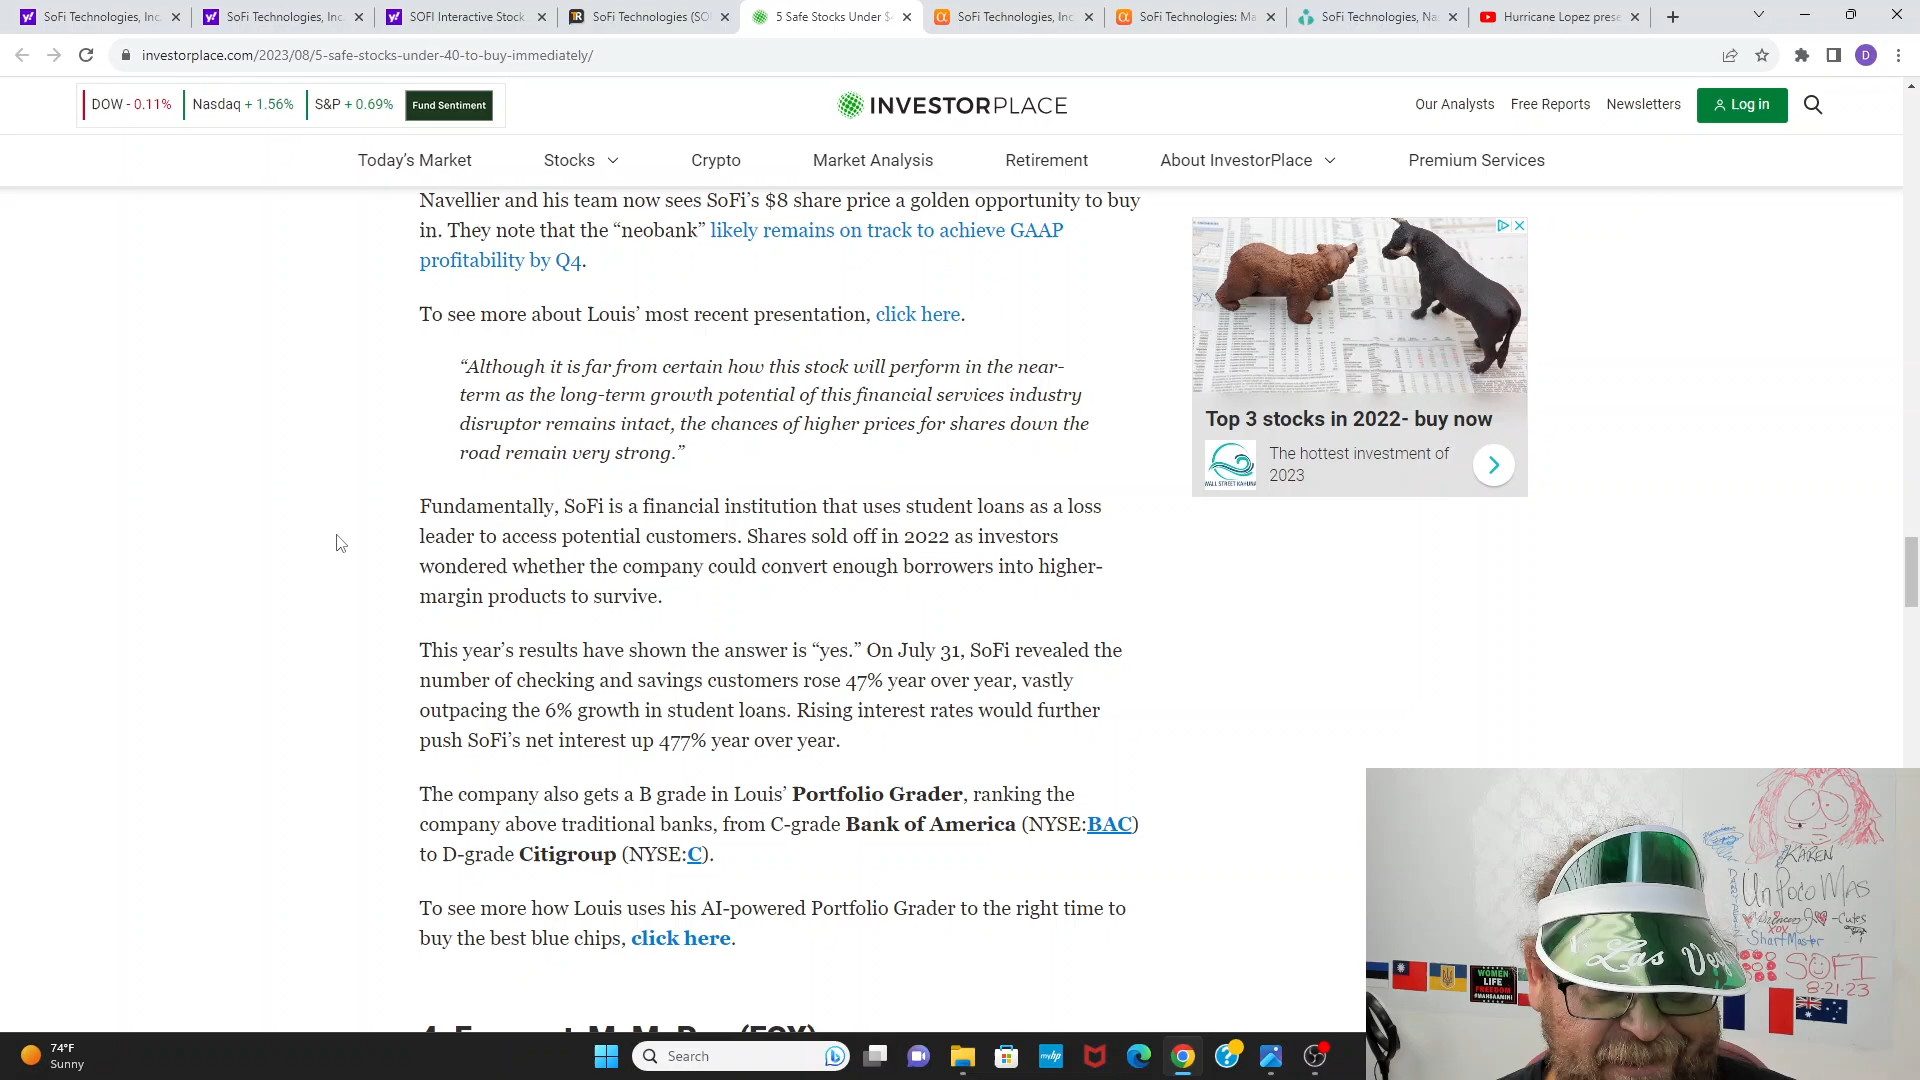 SoFi Technologies, Inc.
SoFi Technologies, Inc.
SOFI Interactive Stock
SoFi Technologies (SO
5 Safe Stocks Under $
SoFi Technologies, Inc
SoFi Technologies: Ma
SoFi Technologies, Na
Hurricane Lopez prese
investorplace.com/2023/08/5-safe-stocks-under-40-to-buy-immediately/
D
DOW - 0.11%
Nasdaq + 1.56%
S&P + 0.69%
Fund Sentiment
INVESTORPLACE
Our Analysts
Free Reports
Newsletters
Log in
Today's Market
Stocks
Crypto
Market Analysis
Retirement
About InvestorPlace
Premium Services
Navellier and his team now sees SoFi's $8 share price a golden opportunity to buy
in. They note that the “neobank” likely remains on track to achieve GAAP
profitability by Q4.
To see more about Louis' most recent presentation, click here.
“Although it is far from certain how this stock will perform in the near-
term as the long-term growth potential of this financial services industry
disruptor remains intact, the chances of higher prices for shares down the
road remain very strong.”
Fundamentally, SoFi is a financial institution that uses student loans as a loss
leader to access potential customers. Shares sold off in 2022 as investors
wondered whether the company could convert enough borrowers into higher-
margin products to survive.
This year's results have shown the answer is “yes.” On July 31, SoFi revealed the
number of checking and savings customers rose 47% year over year, vastly
outpacing the 6% growth in student loans. Rising interest rates would further
push SoFi's net interest up 477% year over year.
The company also gets a B grade in Louis' Portfolio Grader, ranking the
company above traditional banks, from C-grade Bank of America (NYSE:BAC)
to D-grade Citigroup (NYSE:C).
To see more how Louis uses his AI-powered Portfolio Grader to the right time to
buy the best blue chips, click here.
Top 3 stocks in 2022- buy now
WALL STREET KAHUNA
The hottest investment of
2023
KAREN
Un Poco MAS
-Cutes
XOX
ShartMaster
SOFI
8-21-23
WOMEN
LIFE
FREEDOM
#MAHSAAMINI
Las Vegas
74°F
Sunny
Search
myhp